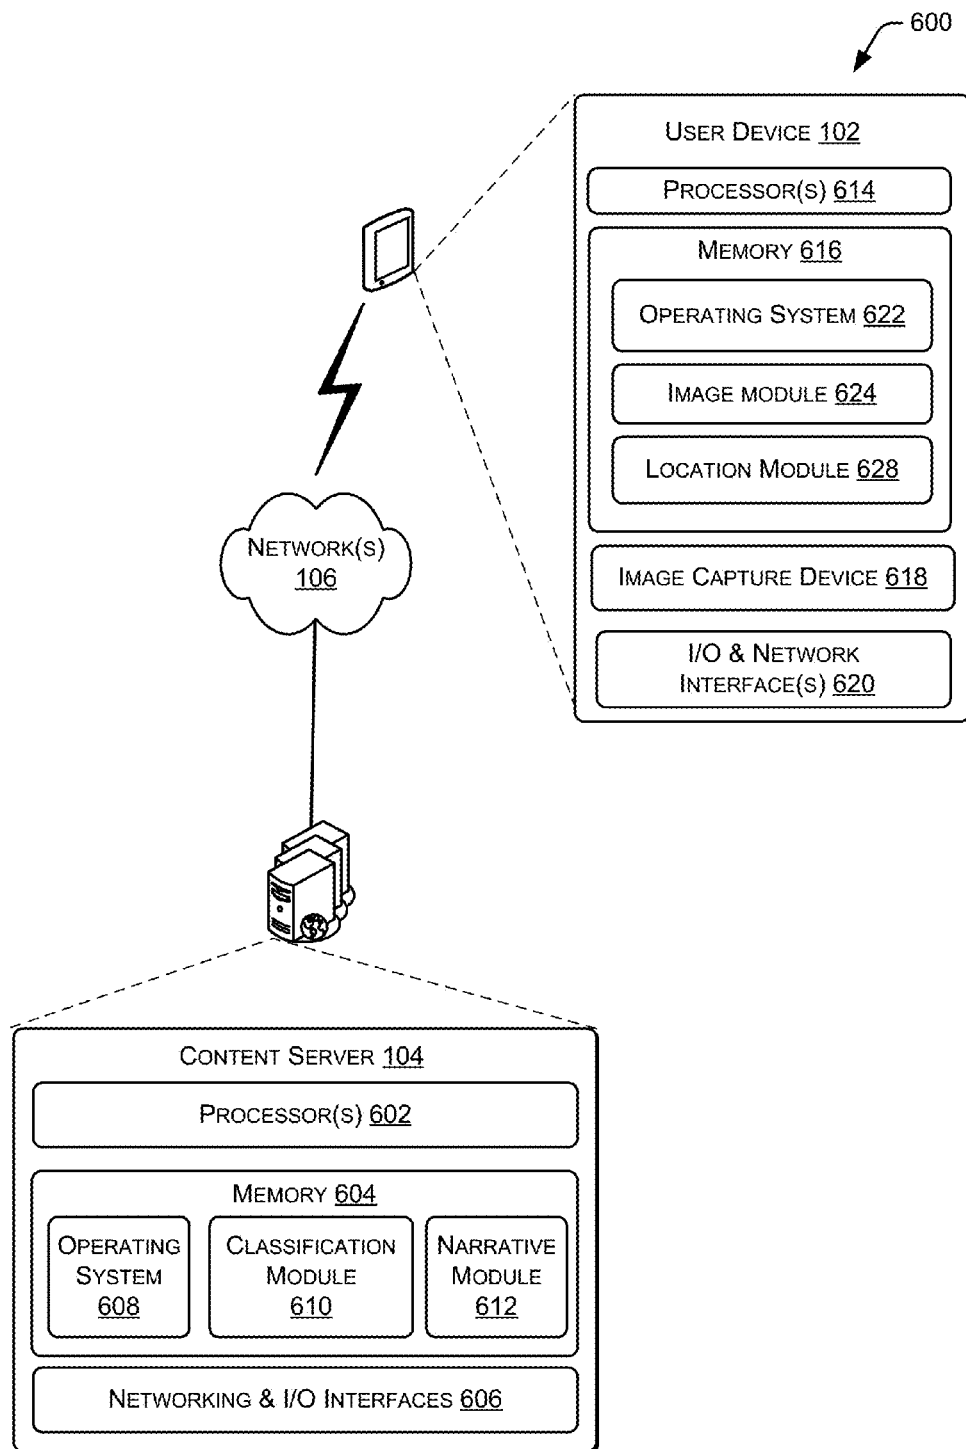 600
USER DEVICE 102
PROCESSOR(S) 614
MEMORY 616
OPERATING SYSTEM 622
IMAGE MODULE 624
LOCATION MODULE 628
IMAGE CAPTURE DEVICE 618
I/O & NETWORK
INTERFACE(S) 620
NETWORK(S)
106
CONTENT SERVER 104
PROCESSOR(S) 602
MEMORY 604
OPERATING
SYSTEM
608
CLASSIFICATION
MODULE
610
NARRATIVE
MODULE
612
NETWORKING & I/O INTERFACES 606